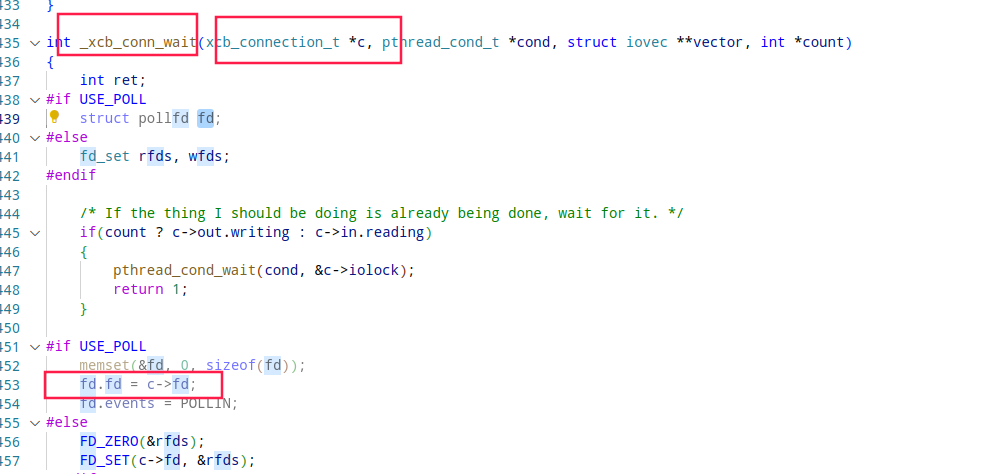 433 }
434
435 int _xcb_conn_wait(xcb_connection_t *c, pthread_cond_t *cond, struct iovec **vector, int *count)
436 {
437     int ret;
438 #if USE_POLL
439     struct pollfd fd;
440 #else
441     fd_set rfds, wfds;
442 #endif
443
444     /* If the thing I should be doing is already being done, wait for it. */
445     if(count ? c->out.writing : c->in.reading)
446     {
447         pthread_cond_wait(cond, &c->iolock);
448         return 1;
449     }
450
451 #if USE_POLL
452     memset(&fd, 0, sizeof(fd));
453     fd.fd = c->fd;
454     fd.events = POLLIN;
455 #else
456     FD_ZERO(&rfds);
457     FD_SET(c->fd, &rfds);